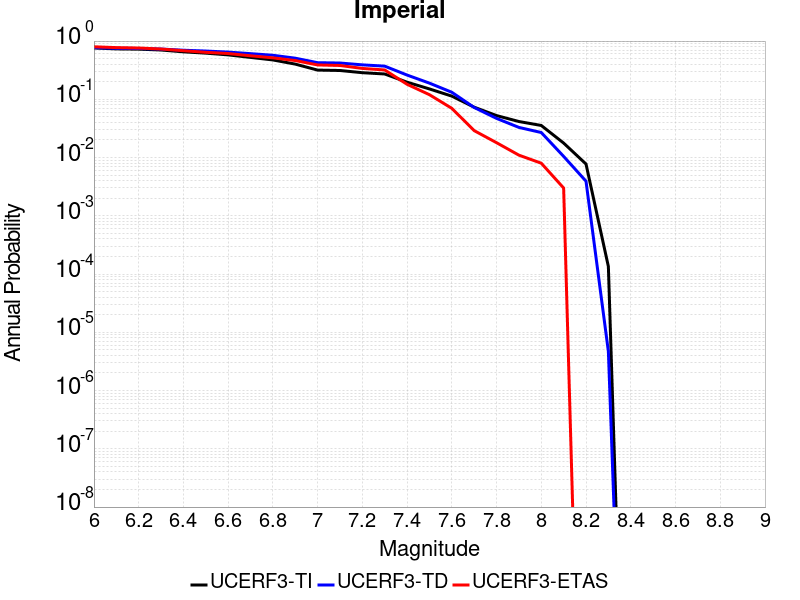 Imperial
10^0
10^-1
10^-2
10^-3
10^-4
10^-5
10^-6
10^-7
10^-8
Annual Probability
6 6.2 6.4 6.6 6.8 7 7.2 7.4 7.6 7.8 8 8.2 8.4 8.6 8.8 9
Magnitude
UCERF3-TI UCERF3-TD UCERF3-ETAS